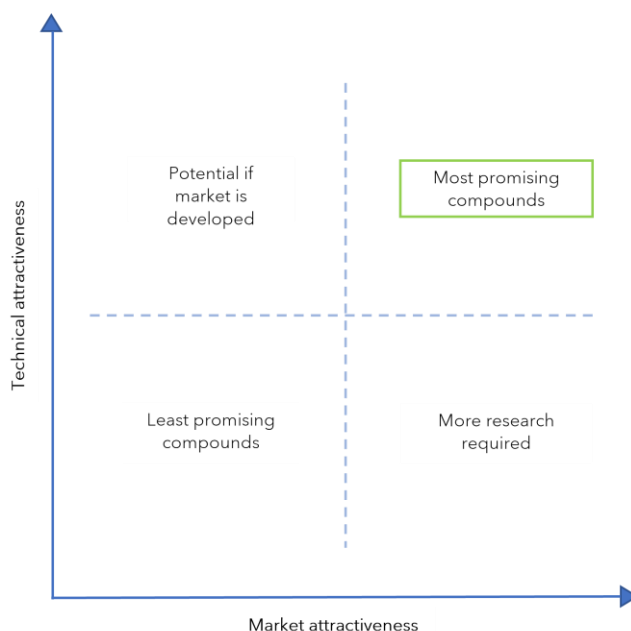 Potential if
market is
developed
Most promising
compounds
Technical attractiveness
Least promising
compounds
More research
required
Market attractiveness